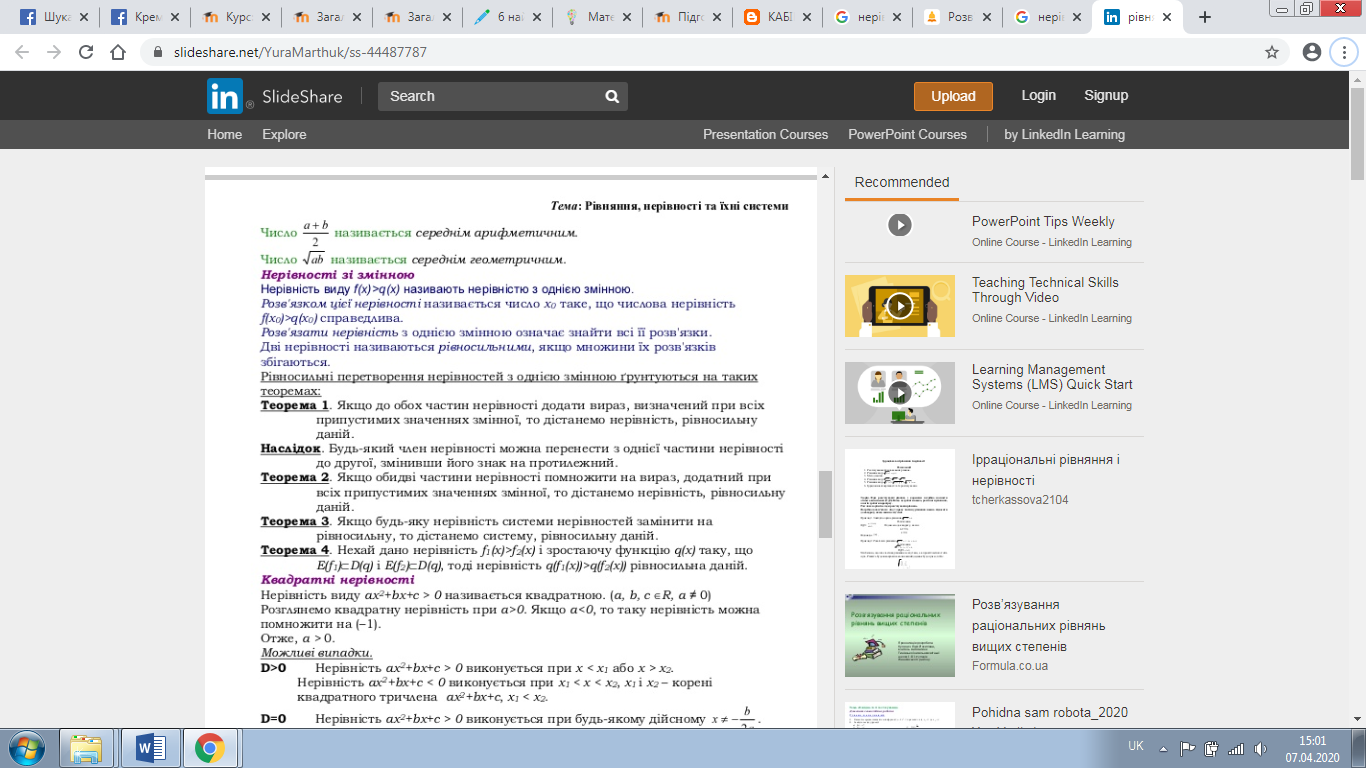 Шука
Крем
Курс
Загал
Загал
6 най
Мате
Підго
КАБІ
нерів
Розв
нерів
рівня
slideshare.net/YuraMarthuk/ss-44487787
in SlideShare
Search
Upload
Login
Signup
Home
Explore
Presentation Courses
PowerPoint Courses
by LinkedIn Learning
Тема: Рівняння, нерівності та їхні системи
Число (a + b)/2 називається середнім арифметичним.
Число √ab називається середнім геометричним.
Нерівності зі змінною
Нерівність виду f(x)>q(x) називають нерівністю з однією змінною.
Розв'язком цієї нерівності називається число x₀ таке, що числова нерівність
f(x₀)>q(x₀) справедлива.
Розв'язати нерівність з однією змінною означає знайти всі її розв'язки.
Дві нерівності називаються рівносильними, якщо множини їх розв'язків
збігаються.
Рівносильні перетворення нерівностей з однією змінною ґрунтуються на таких
теоремах:
Теорема 1. Якщо до обох частин нерівності додати вираз, визначений при всіх
припустимих значеннях змінної, то дістанемо нерівність, рівносильну
даній.
Наслідок. Будь-який член нерівності можна перенести з однієї частини нерівності
до другої, змінивши його знак на протилежний.
Теорема 2. Якщо обидві частини нерівності помножити на вираз, додатний при
всіх припустимих значеннях змінної, то дістанемо нерівність, рівносильну
даній.
Теорема 3. Якщо будь-яку нерівність системи нерівностей замінити на
рівносильну, то дістанемо систему, рівносильну даній.
Теорема 4. Нехай дано нерівність f₁(x)>f₂(x) і зростаючу функцію q(x) таку, що
E(f₁)⊂D(q) і E(f₂)⊂D(q), тоді нерівність q(f₁(x))>q(f₂(x)) рівносильна даній.
Квадратні нерівності
Нерівність виду ax²+bx+c > 0 називається квадратною. (a, b, c ∈R, a ≠ 0)
Розглянемо квадратну нерівність при a>0. Якщо a<0, то таку нерівність можна
помножити на (−1).
Отже, a > 0.
Можливі випадки.
D>0 Нерівність ax²+bx+c > 0 виконується при x < x₁ або x > x₂.
Нерівність ax²+bx+c < 0 виконується при x₁ < x < x₂, x₁ і x₂ – корені
квадратного тричлена ax²+bx+c, x₁ < x₂.
D=0 Нерівність ax²+bx+c > 0 виконується при будь-якому дійсному x ≠ −b/2a.
Recommended
PowerPoint Tips Weekly
Online Course - LinkedIn Learning
Teaching Technical Skills
Through Video
Online Course - LinkedIn Learning
Learning Management
Systems (LMS) Quick Start
Online Course - LinkedIn Learning
Ірраціональні рівняння і
нерівності
tcherkassova2104
Розв'язування раціональних
рівнянь вищих степенів
Розв'язування
раціональних рівнянь
вищих степенів
Formula.co.ua
Pohidna sam robota_2020
UK
15:01
07.04.2020